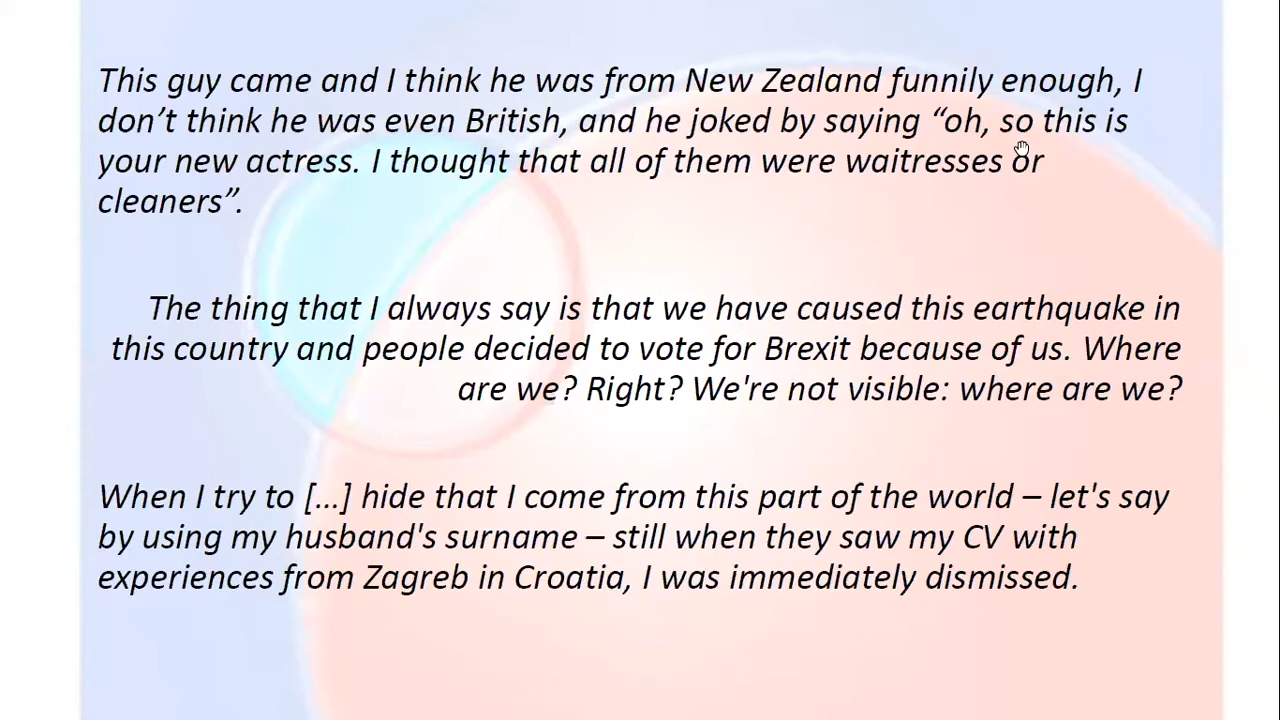 This guy came and I think he was from New Zealand funnily enough, I
don’t think he was even British, and he joked by saying “oh, so this is
your new actress. I thought that all of them were waitresses or
cleaners”.
The thing that I always say is that we have caused this earthquake in
this country and people decided to vote for Brexit because of us. Where
are we? Right? We're not visible: where are we?
When I try to [...] hide that I come from this part of the world – let's say
by using my husband's surname – still when they saw my CV with
experiences from Zagreb in Croatia, I was immediately dismissed.